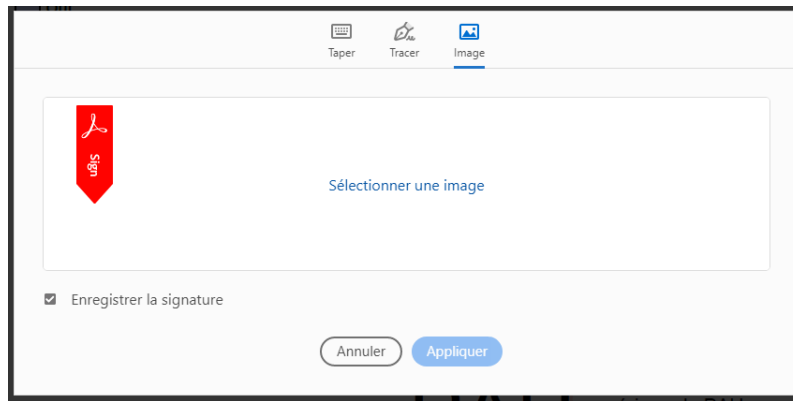 Taper
Tracer
Image
Sign
Sélectionner une image
Enregistrer la signature
Annuler
Appliquer